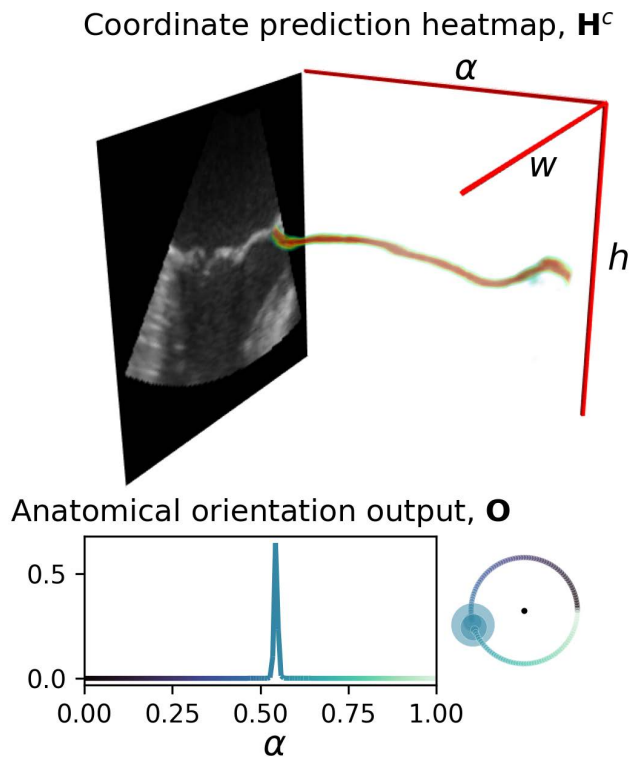 Coordinate prediction heatmap, Hᶜ
α
w
h
Anatomical orientation output, O
0.5
0.0
0.00 0.25 0.50 0.75 1.00
α